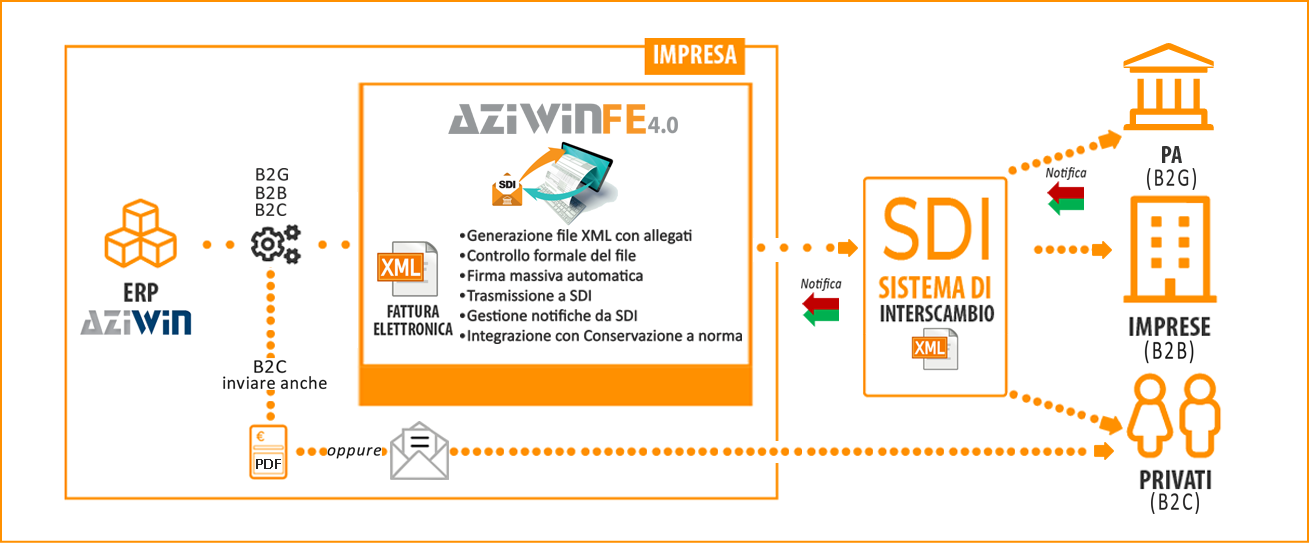 IMPRESA
AZIWINFE 4.0
SDI
B2G
B2B
B2C
ERP
AZIWIN
XML
FATTURA
ELETTRONICA
•Generazione file XML con allegati
•Controllo formale del file
•Firma massiva automatica
•Trasmissione a SDI
•Gestione notifiche da SDI
•Integrazione con Conservazione a norma
B2C
inviare anche
€
PDF
oppure
Notifica
SDI
SISTEMA DI
INTERSCAMBIO
XML
Notifica
PA
(B2G)
IMPRESE
(B2B)
PRIVATI
(B2C)